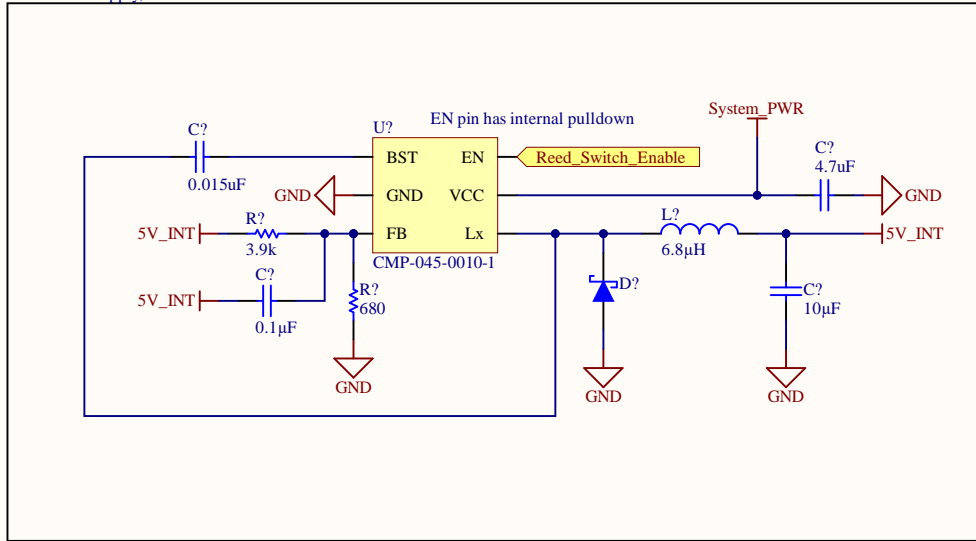 EN pin has internal pulldown
System_PWR
C?
0.015uF
U?
BST
EN
Reed_Switch_Enable
C?
4.7uF
GND
GND
GND
VCC
5V_INT
R?
3.9k
FB
Lx
L?
6.8μH
5V_INT
CMP-045-0010-1
5V_INT
C?
0.1μF
R?
680
D?
C?
10μF
GND
GND
GND